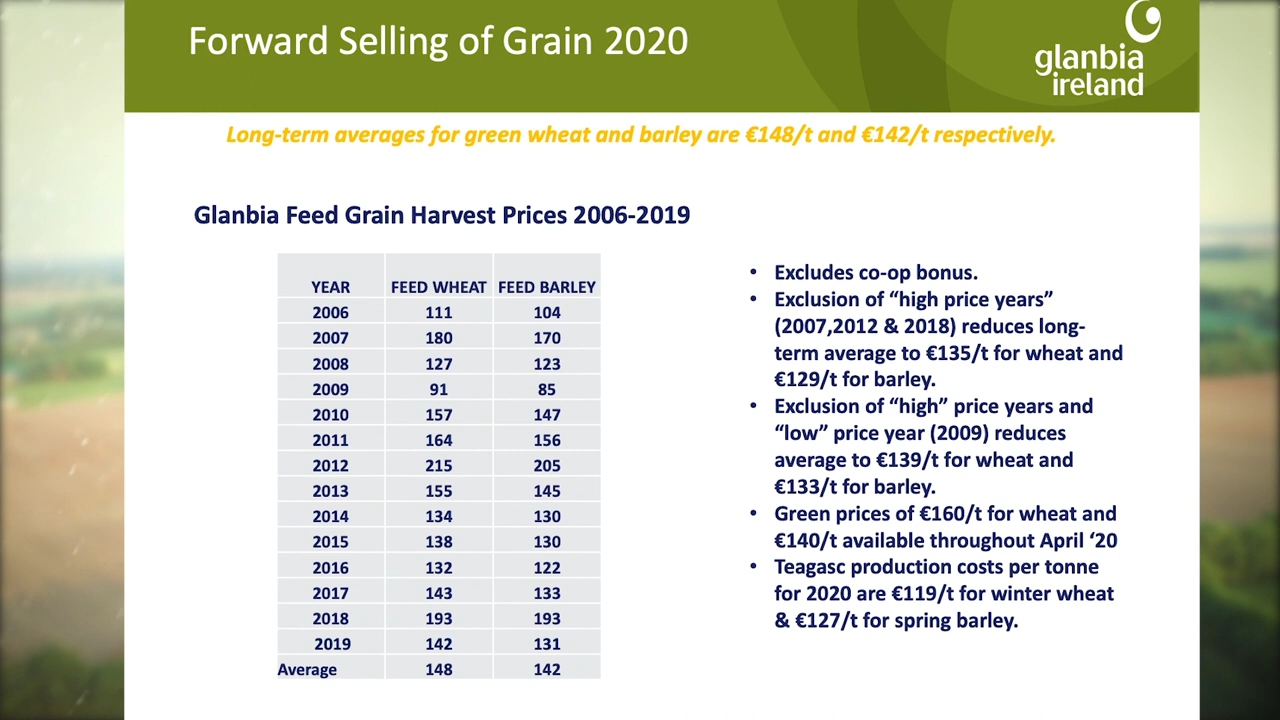 Forward Selling of Grain 2020
glanbia
ireland
Long-term averages for green wheat and barley are €148/t and €142/t respectively.
Glanbia Feed Grain Harvest Prices 2006-2019
YEAR FEED WHEAT FEED BARLEY
2006 111 104
2007 180 170
2008 127 123
2009 91 85
2010 157 147
2011 164 156
2012 215 205
2013 155 145
2014 134 130
2015 138 130
2016 132 122
2017 143 133
2018 193 193
2019 142 131
Average 148 142
• Excludes co-op bonus.
• Exclusion of “high price years”
(2007,2012 & 2018) reduces long-
term average to €135/t for wheat and
€129/t for barley.
• Exclusion of “high” price years and
“low” price year (2009) reduces
average to €139/t for wheat and
€133/t for barley.
• Green prices of €160/t for wheat and
€140/t available throughout April ‘20
• Teagasc production costs per tonne
for 2020 are €119/t for winter wheat
& €127/t for spring barley.